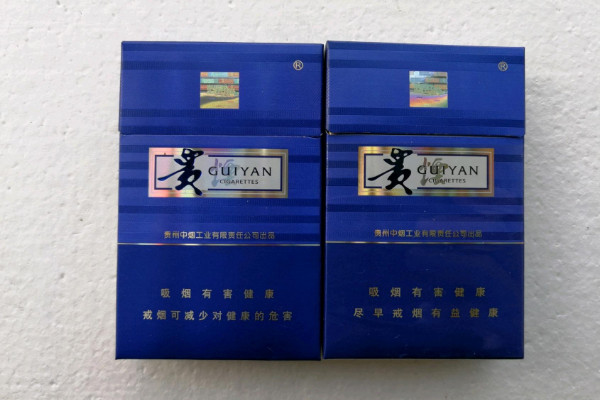 ®
贵烟
GUIYAN
CIGARETTES
贵州中烟工业有限责任公司出品
吸烟有害健康
戒烟可减少对健康的危害
®
贵烟
GUIYAN
CIGARETTES
贵州中烟工业有限责任公司出品
吸烟有害健康
尽早戒烟有益健康